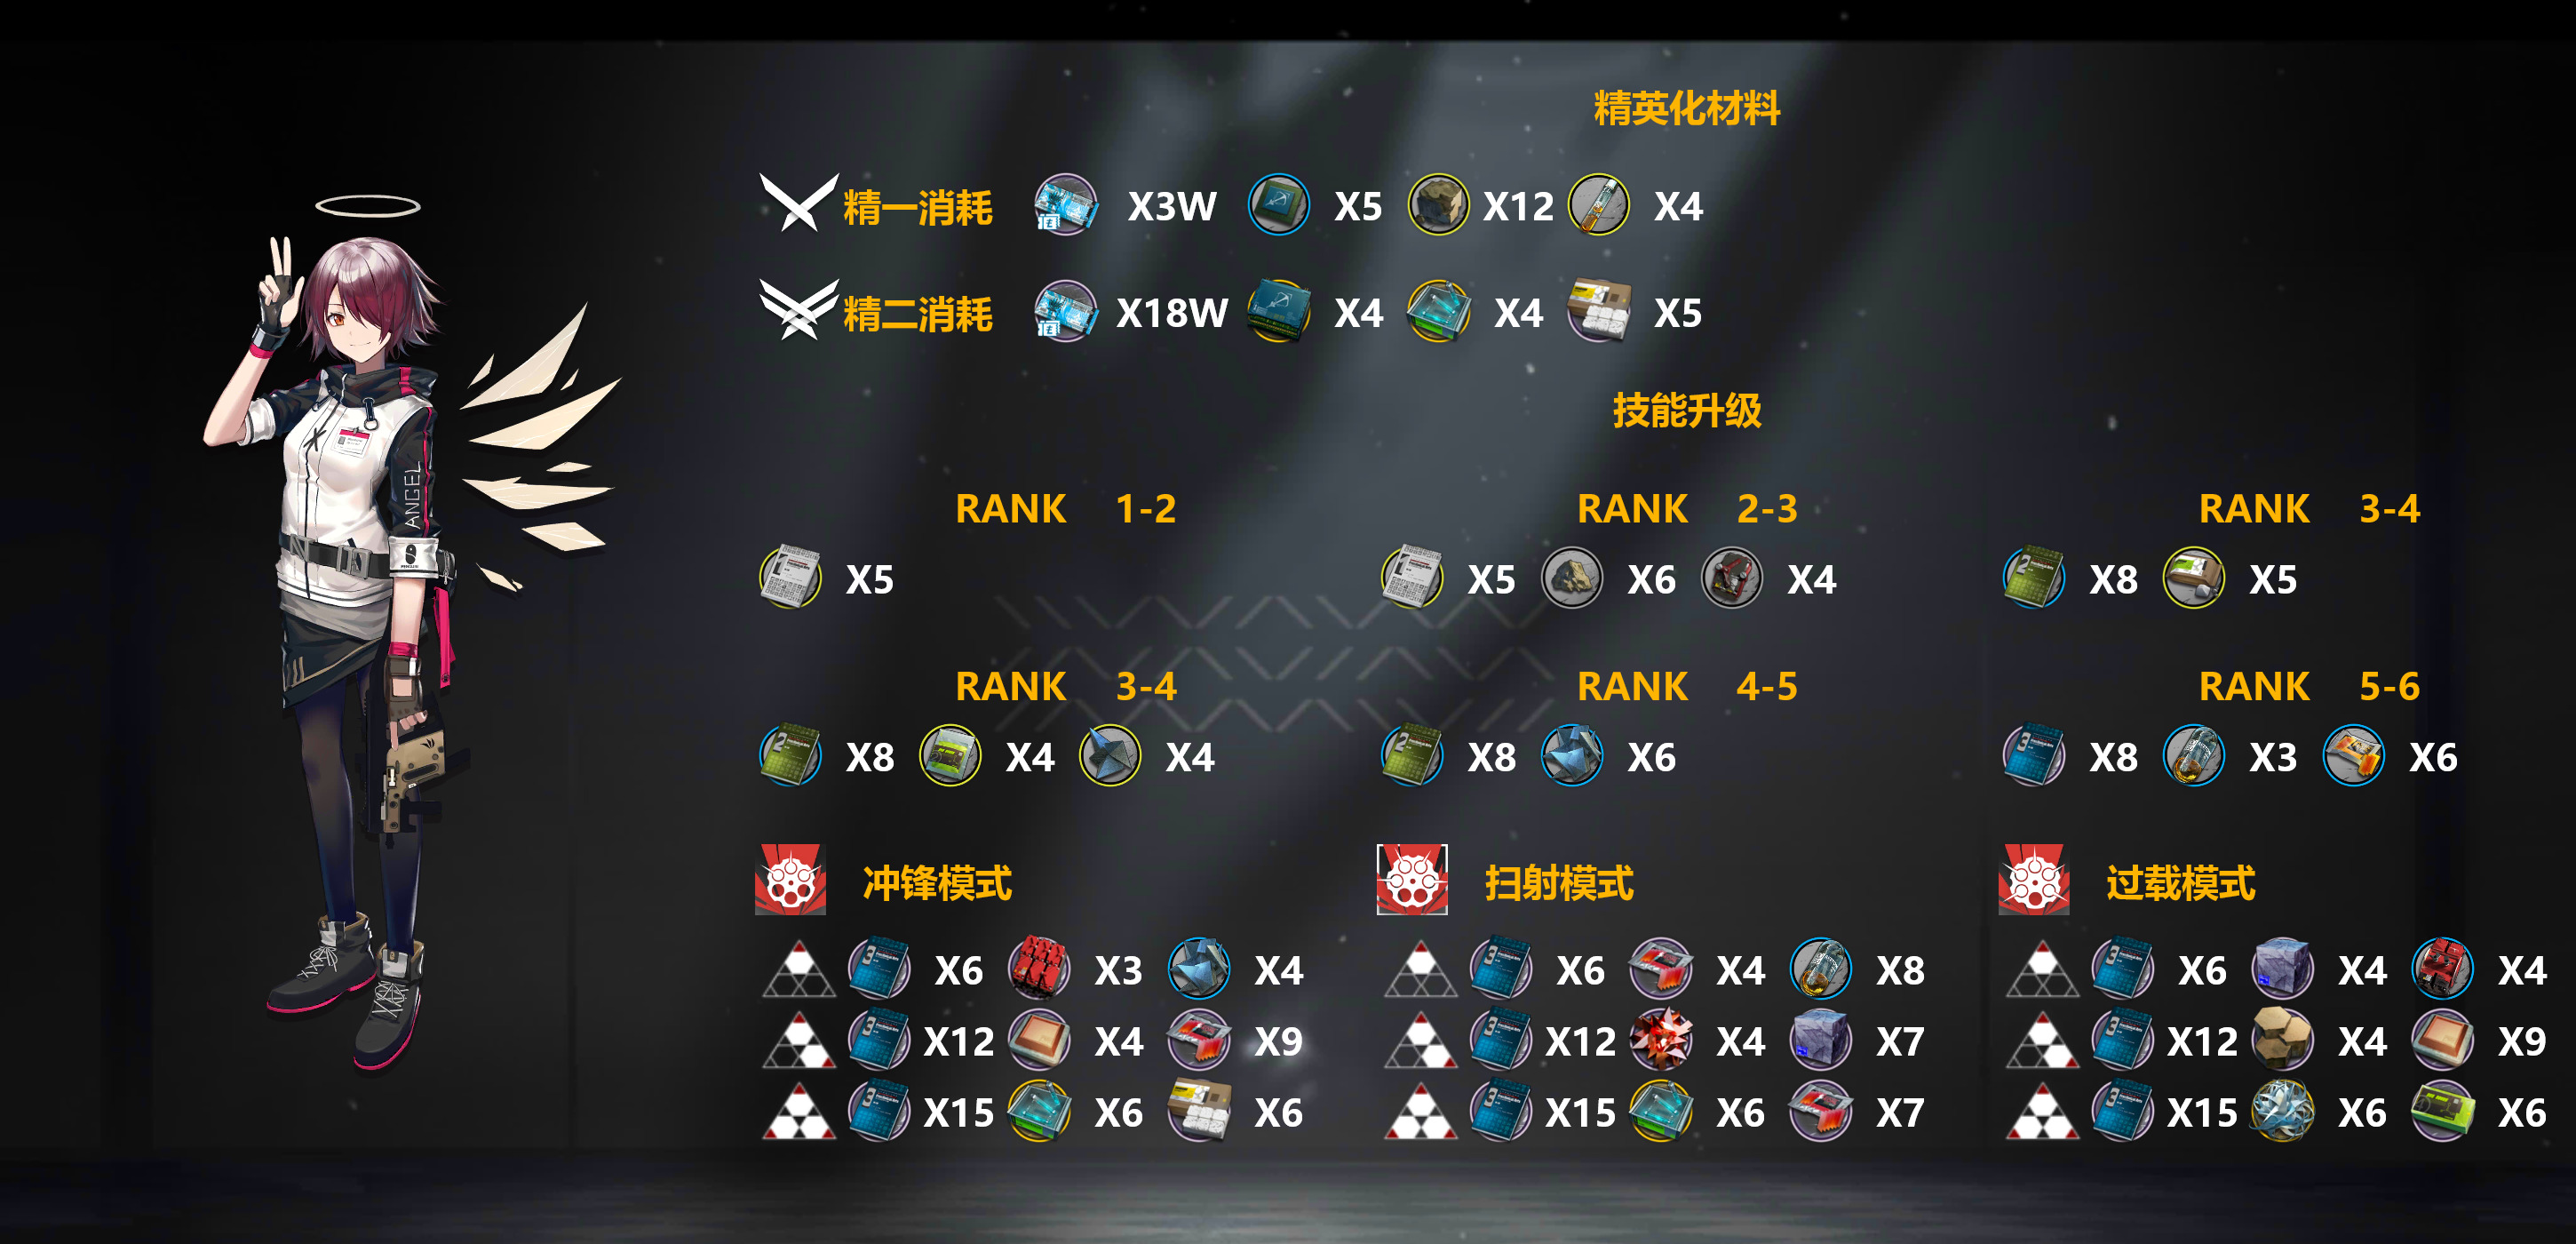 精英化材料
精一消耗 X3W X5 X12 X4
精二消耗 X18W X4 X4 X5
技能升级
RANK 1-2 RANK 2-3 RANK 3-4
X5 X5 X6 X4 X8 X5
RANK 3-4 RANK 4-5 RANK 5-6
X8 X4 X4 X8 X6 X8 X3 X6
冲锋模式 扫射模式 过载模式
X6 X3 X4 X6 X4 X8 X6 X4 X4
X12 X4 X9 X12 X4 X7 X12 X4 X9
X15 X6 X6 X15 X6 X7 X15 X6 X6
ANGEL